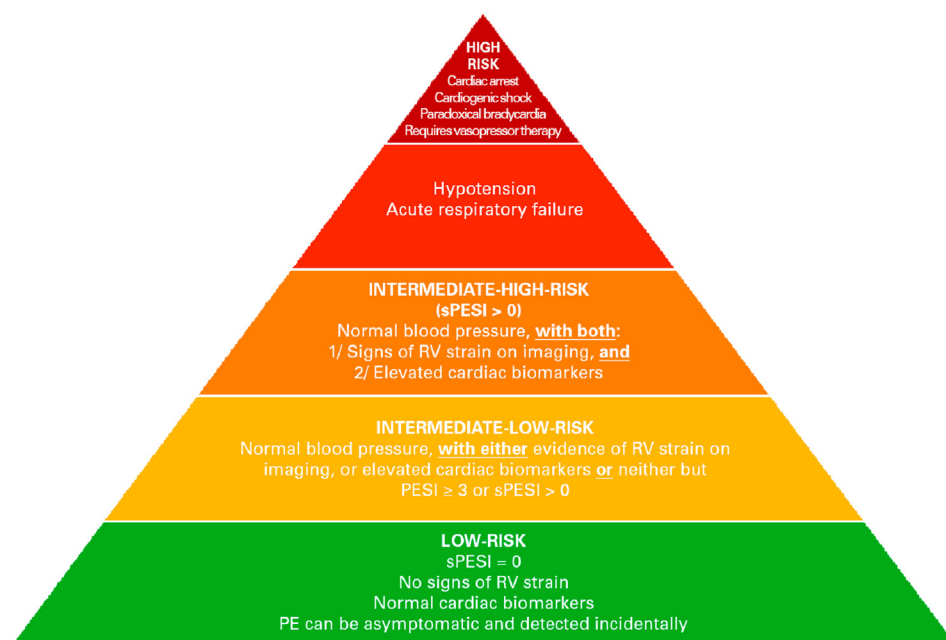 HIGH
RISK
Cardiac arrest
Cardiogenic shock
Paradoxical bradycardia
Requires vasopressor therapy
Hypotension
Acute respiratory failure
INTERMEDIATE-HIGH-RISK
(sPESI > 0)
Normal blood pressure, with both:
1/ Signs of RV strain on imaging, and
2/ Elevated cardiac biomarkers
INTERMEDIATE-LOW-RISK
Normal blood pressure, with either evidence of RV strain on
imaging, or elevated cardiac biomarkers or neither but
PESI ≥ 3 or sPESI > 0
LOW-RISK
sPESI = 0
No signs of RV strain
Normal cardiac biomarkers
PE can be asymptomatic and detected incidentally